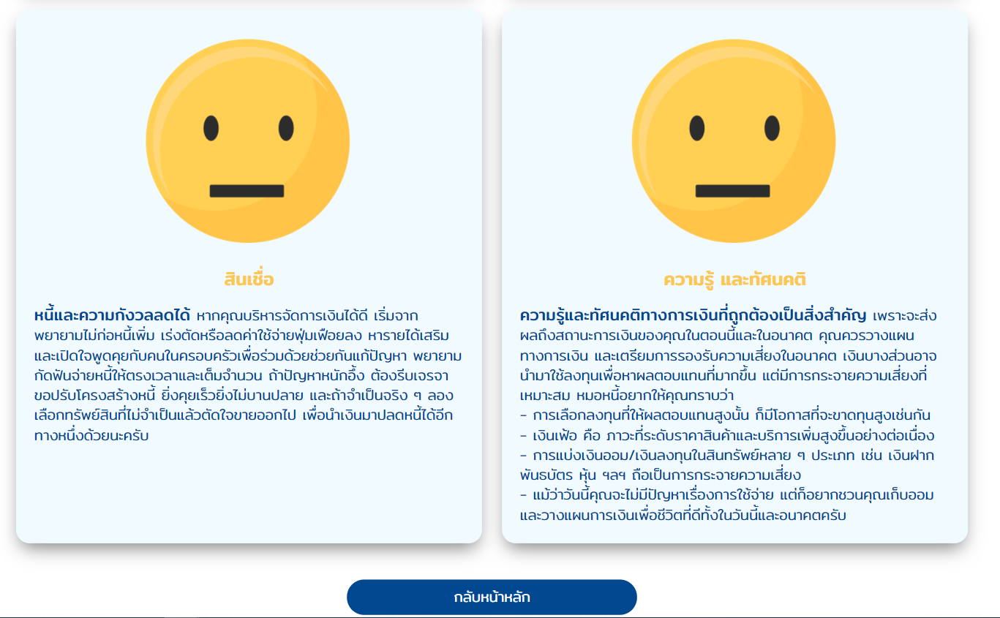 สินเชื่อ
หนี้และความกังวลลดได้ หากคุณบริหารจัดการเงินได้ดี เริ่มจาก
พยายามไม่ก่อหนี้เพิ่ม เร่งตัดหรือลดค่าใช้จ่ายฟุ่มเฟือยลง หารายได้เสริม
และเปิดใจพูดคุยกับคนในครอบครัวเพื่อร่วมด้วยช่วยกันแก้ปัญหา พยายาม
กัดฟันจ่ายหนี้ให้ตรงเวลาและเต็มจำนวน ถ้าปัญหาหนักอึ้ง ต้องรีบเจรจา
ขอปรับโครงสร้างหนี้ ยิ่งคุยเร็วยิ่งไม่บานปลาย และถ้าจำเป็นจริง ๆ ลอง
เลือกทรัพย์สินที่ไม่จำเป็นแล้วตัดใจขายออกไป เพื่อนำเงินมาปลดหนี้ได้อีก
ทางหนึ่งด้วยนะครับ
ความรู้ และทัศนคติ
ความรู้และทัศนคติทางการเงินที่ถูกต้องเป็นสิ่งสำคัญ เพราะจะส่ง
ผลถึงสถานะการเงินของคุณในตอนนี้และในอนาคต คุณควรวางแผน
ทางการเงิน และเตรียมการรองรับความเสี่ยงในอนาคต เงินบางส่วนอาจ
นำมาใช้ลงทุนเพื่อหาผลตอบแทนที่มากขึ้น แต่มีการกระจายความเสี่ยงที่
เหมาะสม หมอหนี้อยากให้คุณทราบว่า
- การเลือกลงทุนที่ให้ผลตอบแทนสูงนั้น ก็มีโอกาสที่จะขาดทุนสูงเช่นกัน
- เงินเฟ้อ คือ ภาวะที่ระดับราคาสินค้าและบริการเพิ่มสูงขึ้นอย่างต่อเนื่อง
- การแบ่งเงินออม/เงินลงทุนในสินทรัพย์หลาย ๆ ประเภท เช่น เงินฝาก
พันธบัตร หุ้น ฯลฯ ถือเป็นการกระจายความเสี่ยง
- แม้ว่าวันนี้คุณจะไม่มีปัญหาเรื่องการใช้จ่าย แต่ก็อยากชวนคุณเก็บออม
และวางแผนการเงินเพื่อชีวิตที่ดีทั้งในวันนี้และอนาคตครับ
กลับหน้าหลัก